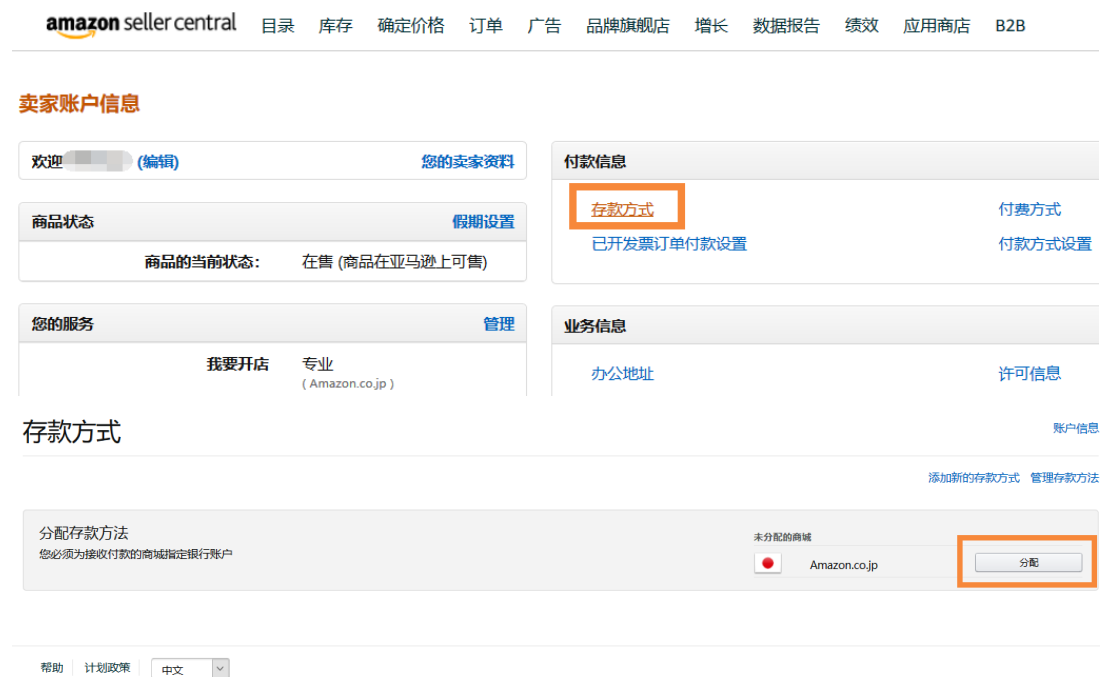 amazon seller central 目录 库存 确定价格 订单 广告 品牌旗舰店 增长 数据报告 绩效 应用商店 B2B
卖家账户信息
欢迎 (编辑) 您的卖家资料
商品状态 假期设置
商品的当前状态： 在售 (商品在亚马逊上可售)
您的服务 管理
我要开店 专业
( Amazon.co.jp )
付款信息
存款方式 付费方式
已开发票订单付款设置 付款方式设置
业务信息
办公地址 许可信息
存款方式 账户信息
添加新的存款方式 管理存款方法
分配存款方法
您必须为接收付款的商城指定银行账户
未分配的商城
Amazon.co.jp 分配
帮助 计划政策 中文